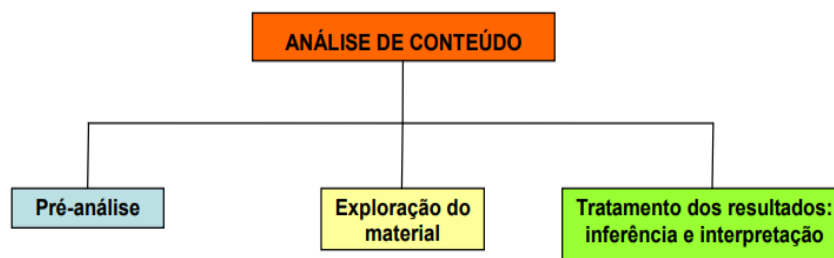 ANÁLISE DE CONTEÚDO
Pré-análise
Exploração do
material
Tratamento dos resultados:
inferência e interpretação